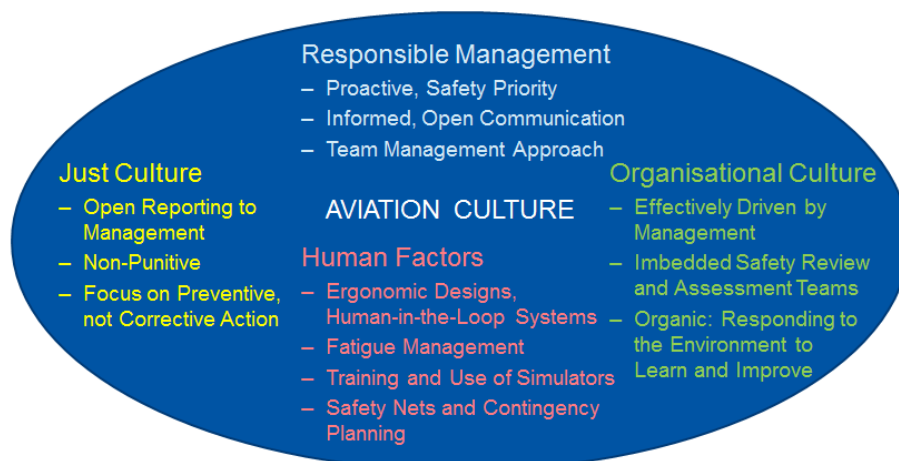 Responsible Management
– Proactive, Safety Priority
– Informed, Open Communication
– Team Management Approach
Just Culture
– Open Reporting to
Management
– Non-Punitive
– Focus on Preventive,
not Corrective Action
AVIATION CULTURE
Human Factors
– Ergonomic Designs,
Human-in-the-Loop Systems
– Fatigue Management
– Training and Use of Simulators
– Safety Nets and Contingency
Planning
Organisational Culture
– Effectively Driven by
Management
– Imbedded Safety Review
and Assessment Teams
– Organic: Responding to
the Environment to
Learn and Improve